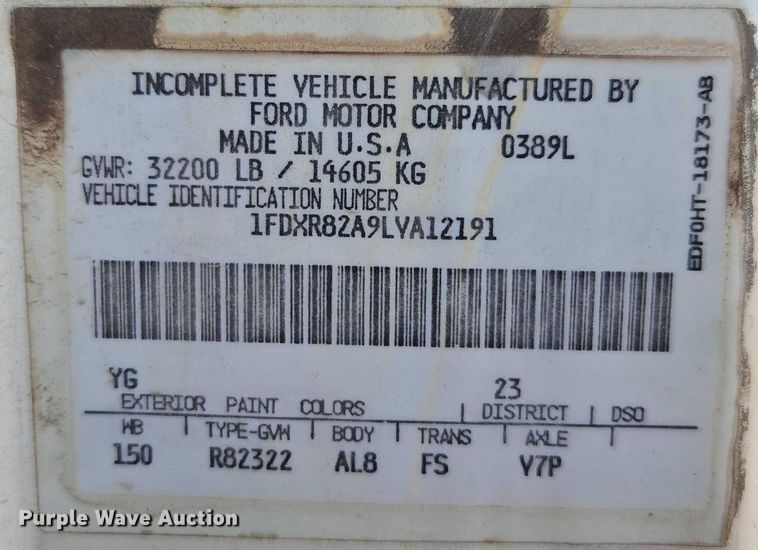 INCOMPLETE VEHICLE MANUFACTURED BY
FORD MOTOR COMPANY
MADE IN U.S.A 0389L
GVWR: 32200 LB / 14605 KG
VEHICLE IDENTIFICATION NUMBER
1FDXR82A9LVA12191
EDF0HT-18173-AB
YG 23
EXTERIOR PAINT COLORS DISTRICT DSO
WB TYPE-GVW BODY TRANS AXLE
150 R82322 AL8 FS Y7P
Purple Wave Auction